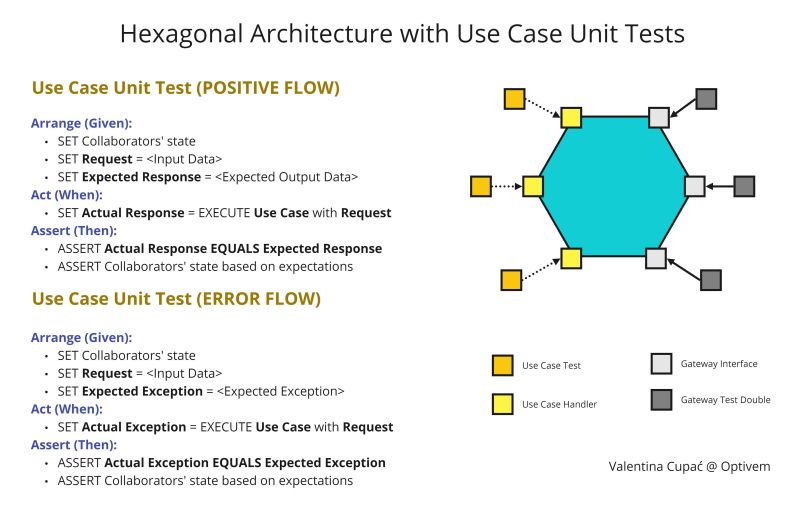 Hexagonal Architecture with Use Case Unit Tests
Use Case Unit Test (POSITIVE FLOW)
Arrange (Given):
• SET Collaborators' state
• SET Request = <Input Data>
• SET Expected Response = <Expected Output Data>
Act (When):
• SET Actual Response = EXECUTE Use Case with Request
Assert (Then):
• ASSERT Actual Response EQUALS Expected Response
• ASSERT Collaborators' state based on expectations
Use Case Unit Test (ERROR FLOW)
Arrange (Given):
• SET Collaborators' state
• SET Request = <Input Data>
• SET Expected Exception = <Expected Exception>
Act (When):
• SET Actual Exception = EXECUTE Use Case with Request
Assert (Then):
• ASSERT Actual Exception EQUALS Expected Exception
• ASSERT Collaborators' state based on expectations
Use Case Test
Use Case Handler
Gateway Interface
Gateway Test Double
Valentina Cupać @ Optivem